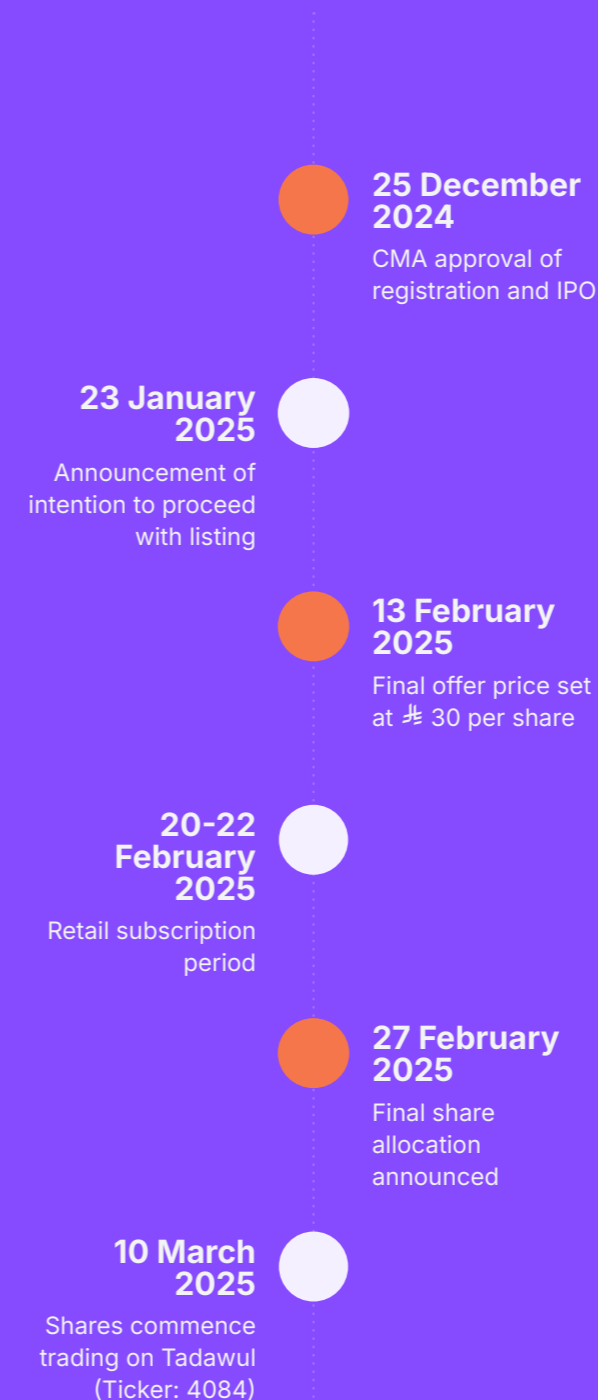 25 December
2024
CMA approval of
registration and IPO
23 January
2025
Announcement of
intention to proceed
with listing
13 February
2025
Final offer price set
at ⃁ 30 per share
20-22
February
2025
Retail subscription
period
27 February
2025
Final share
allocation
announced
10 March
2025
Shares commence
trading on Tadawul
(Ticker: 4084)